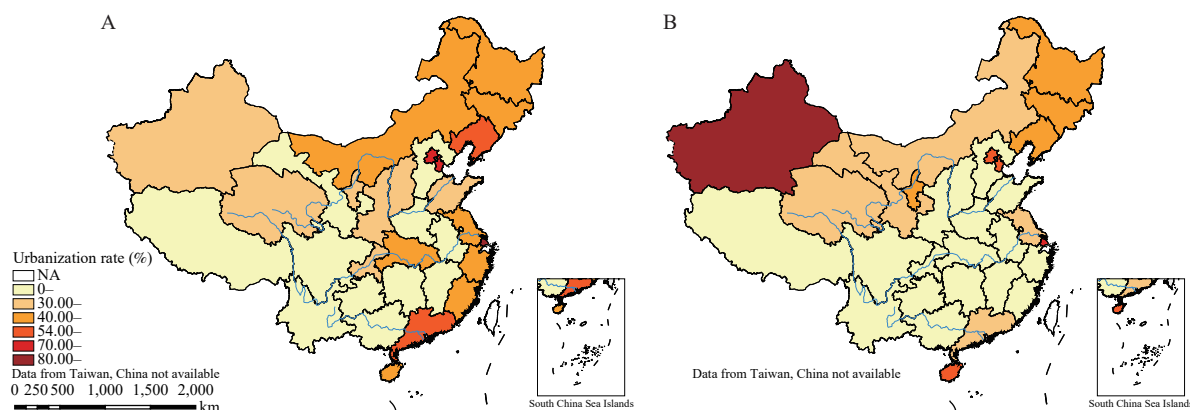 A
B
Urbanization rate (%)
NA
0–
30.00–
40.00–
54.00–
70.00–
80.00–
Data from Taiwan, China not available
0 250 500 1,000 1,500 2,000
km
South China Sea Islands
Data from Taiwan, China not available
South China Sea Islands